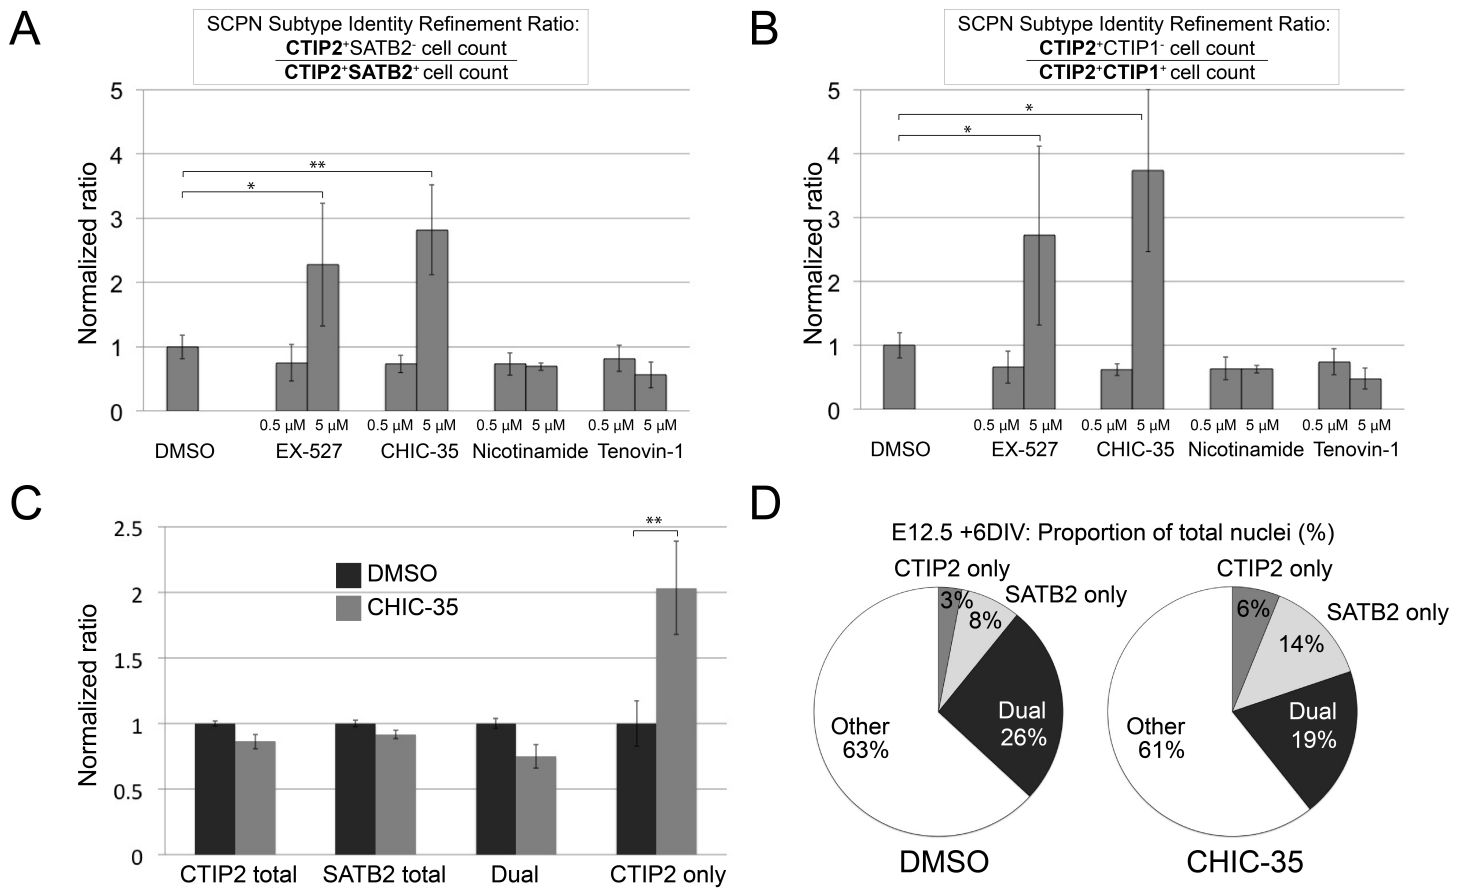 A
SCPN Subtype Identity Refinement Ratio:
CTIP2⁺SATB2⁻ cell count
CTIP2⁺SATB2⁺ cell count
Normalized ratio
5
4
3
2
1
0
*
**
0.5 µM 5 µM 0.5 µM 5 µM 0.5 µM 5 µM 0.5 µM 5 µM
DMSO EX-527 CHIC-35 Nicotinamide Tenovin-1
B
SCPN Subtype Identity Refinement Ratio:
CTIP2⁺CTIP1⁻ cell count
CTIP2⁺CTIP1⁺ cell count
Normalized ratio
5
4
3
2
1
0
*
*
0.5 µM 5 µM 0.5 µM 5 µM 0.5 µM 5 µM 0.5 µM 5 µM
DMSO EX-527 CHIC-35 Nicotinamide Tenovin-1
C
Normalized ratio
2.5
2
1.5
1
0.5
0
DMSO
CHIC-35
**
CTIP2 total SATB2 total Dual CTIP2 only
D
E12.5 +6DIV: Proportion of total nuclei (%)
CTIP2 only
3%
SATB2 only
8%
Dual
26%
Other
63%
DMSO
CTIP2 only
6%
SATB2 only
14%
Dual
19%
Other
61%
CHIC-35